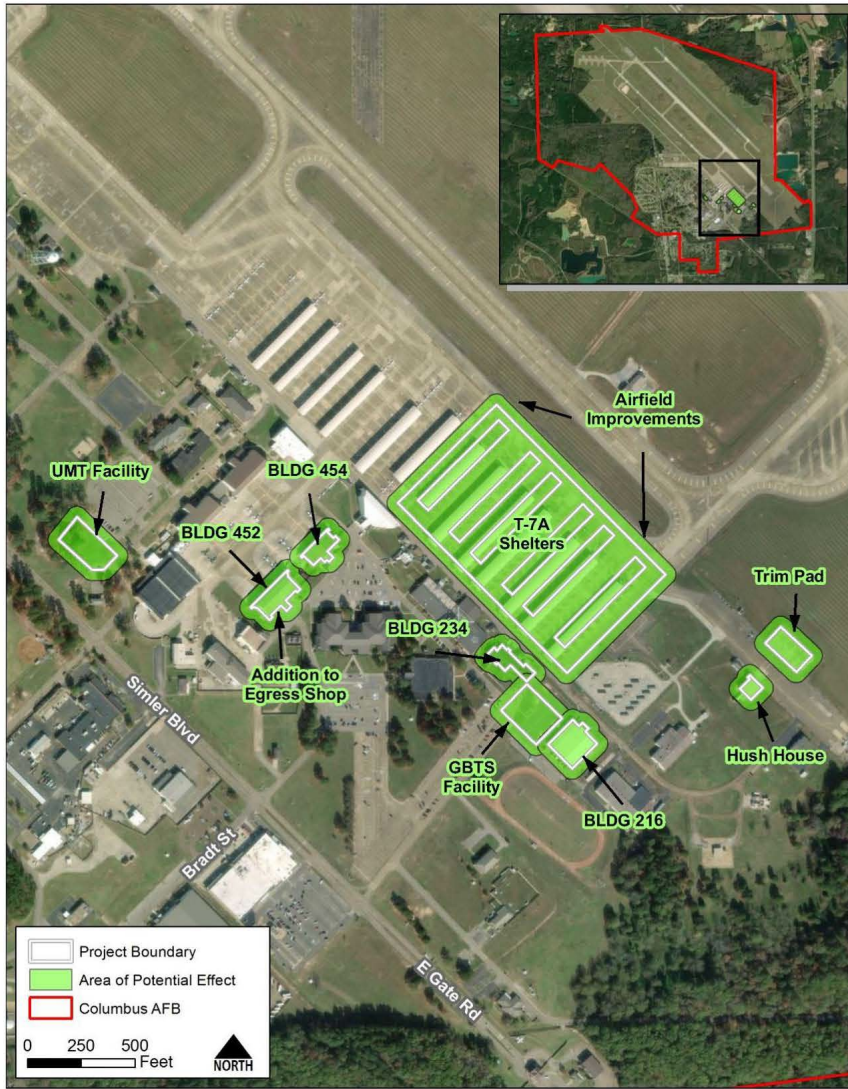 Airfield
Improvements
UMT Facility
BLDG 454
BLDG 452
T-7A
Shelters
Trim Pad
BLDG 234
Addition to
Egress Shop
Simler Blvd
GBTS
Facility
Hush House
BLDG 216
Bradt St
E Gate Rd
Project Boundary
Area of Potential Effect
Columbus AFB
0 250 500
Feet
NORTH